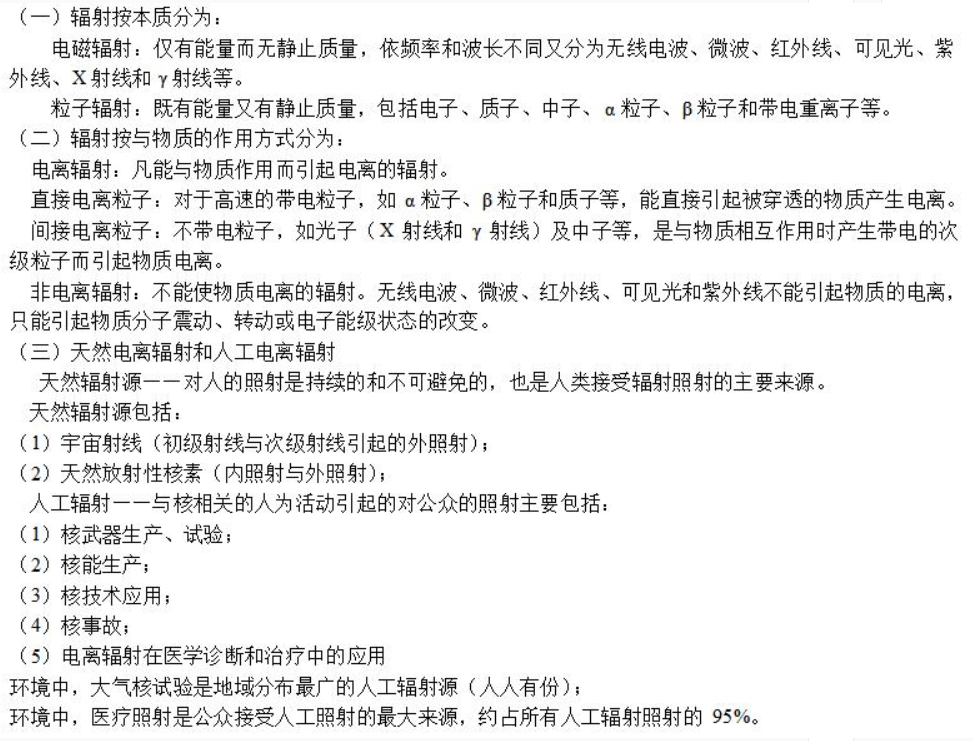 （一）辐射按本质分为：
电磁辐射：仅有能量而无静止质量，依频率和波长不同又分为无线电波、微波、红外线、可见光、紫
外线、X 射线和 γ 射线等。
粒子辐射：既有能量又有静止质量，包括电子、质子、中子、α 粒子、β 粒子和带电重离子等。
（二）辐射按与物质的作用方式分为：
电离辐射：凡能与物质作用而引起电离的辐射。
直接电离粒子：对于高速的带电粒子，如 α 粒子、β 粒子和质子等，能直接引起被穿透的物质产生电离。
间接电离粒子：不带电粒子，如光子（X 射线和 γ 射线）及中子等，是与物质相互作用时产生带电的次
级粒子而引起物质电离。
非电离辐射：不能使物质电离的辐射。无线电波、微波、红外线、可见光和紫外线不能引起物质的电离，
只能引起物质分子震动、转动或电子能级状态的改变。
（三）天然电离辐射和人工电离辐射
天然辐射源——对人的照射是持续的和不可避免的，也是人类接受辐射照射的主要来源。
天然辐射源包括：
（1）宇宙射线（初级射线与次级射线引起的外照射）；
（2）天然放射性核素（内照射与外照射）；
人工辐射——与核相关的人为活动引起的对公众的照射主要包括：
（1）核武器生产、试验；
（2）核能生产；
（3）核技术应用；
（4）核事故；
（5）电离辐射在医学诊断和治疗中的应用
环境中，大气核试验是地域分布最广的人工辐射源（人人有份）；
环境中，医疗照射是公众接受人工照射的最大来源，约占所有人工辐射照射的 95%。